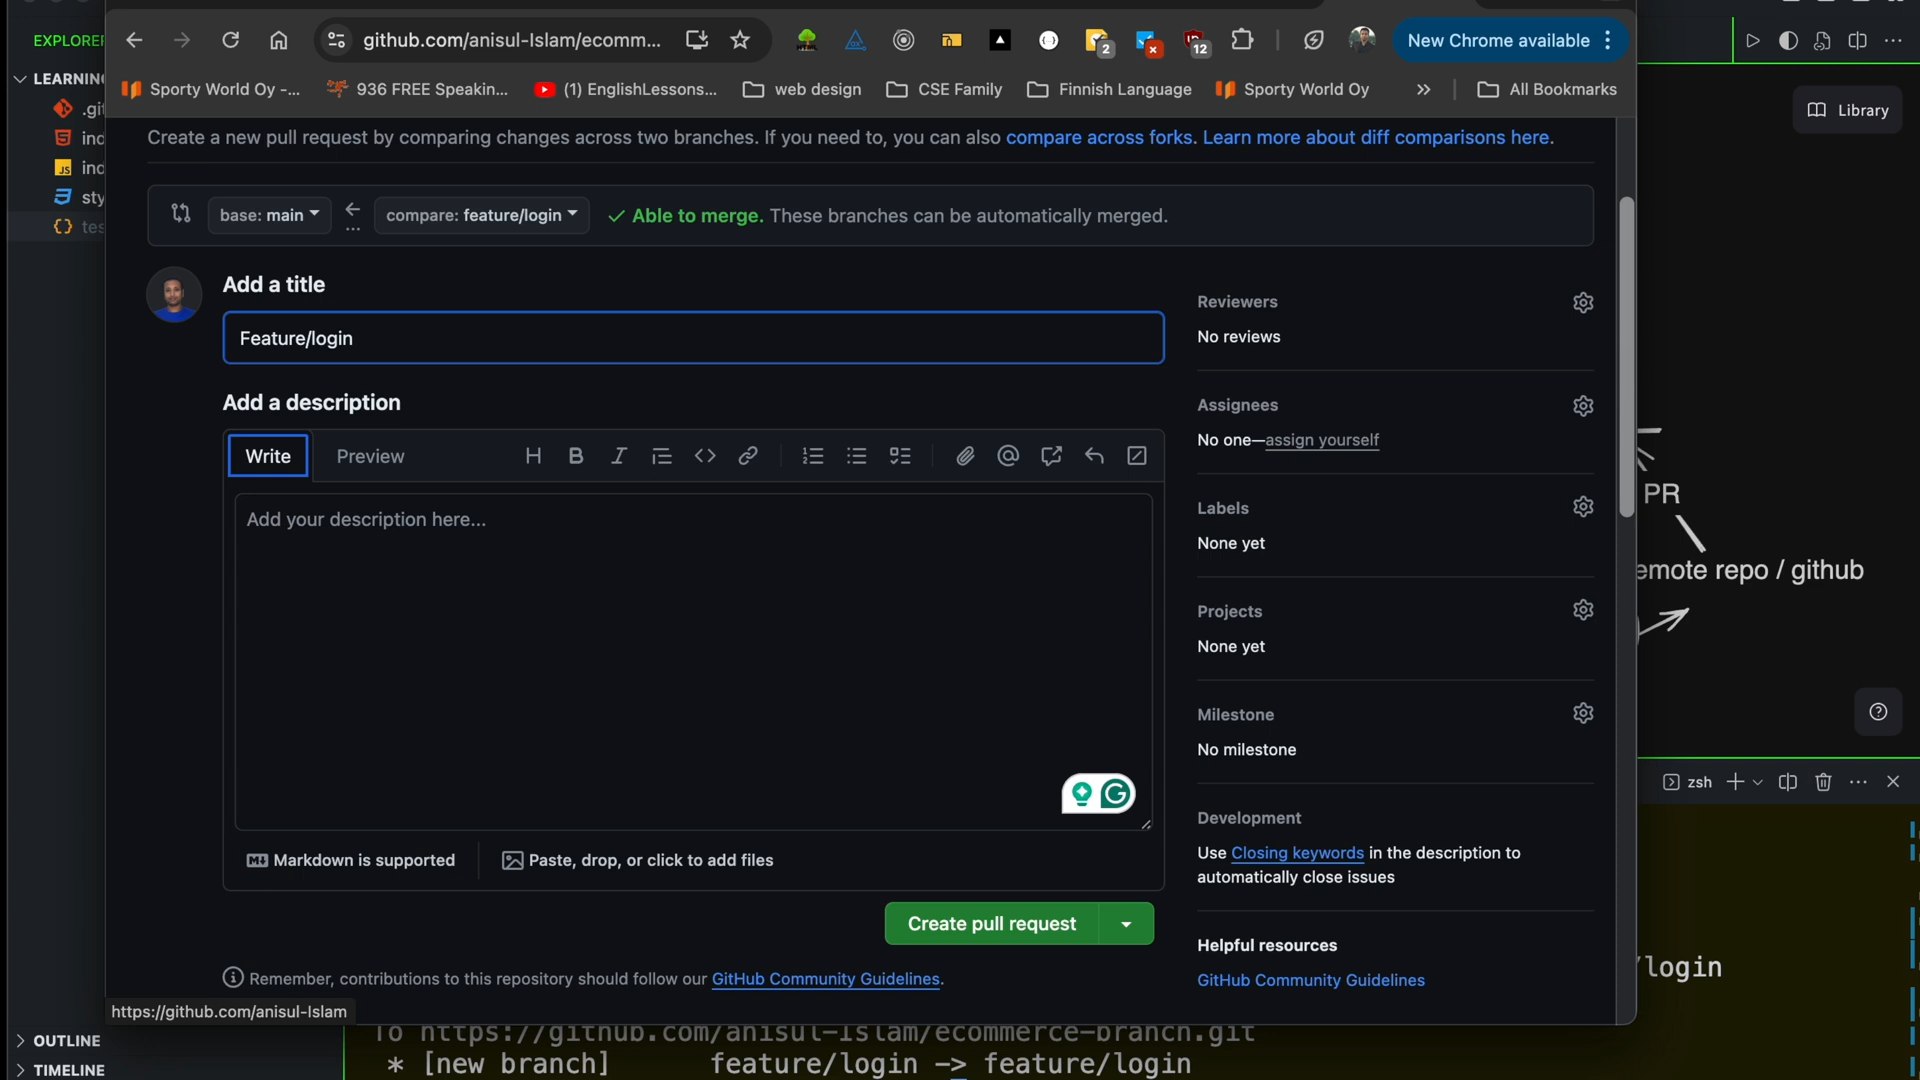 EXPLORER
github.com/anisul-Islam/ecomm...
2
12
New Chrome available
LEARNING
Sporty World Oy -...
936 FREE Speakin...
(1) EnglishLessons...
web design
CSE Family
Finnish Language
Sporty World Oy
All Bookmarks
Library
.git
ind
JS ind
sty
tes
Create a new pull request by comparing changes across two branches. If you need to, you can also compare across forks. Learn more about diff comparisons here.
base: main
compare: feature/login
Able to merge. These branches can be automatically merged.
Add a title
Feature/login
Add a description
Write
Preview
Add your description here...
Markdown is supported
Paste, drop, or click to add files
Create pull request
Remember, contributions to this repository should follow our GitHub Community Guidelines.
Reviewers
No reviews
Assignees
No one—assign yourself
Labels
None yet
Projects
None yet
Milestone
No milestone
Development
Use Closing keywords in the description to
automatically close issues
Helpful resources
GitHub Community Guidelines
PR
emote repo / github
zsh
/login
https://github.com/anisul-Islam
OUTLINE
TIMELINE
To https://github.com/anisul-Islam/ecommerce-branch.git
* [new branch] feature/login -> feature/login